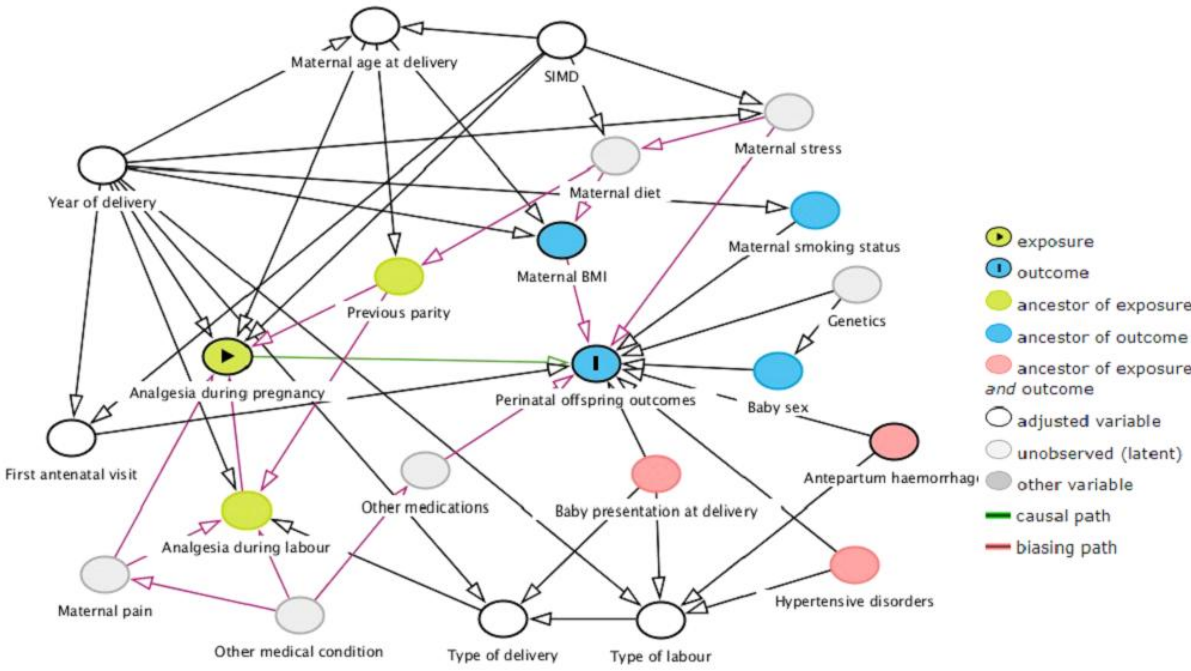 Maternal age at delivery
SIMD
Maternal stress
Year of delivery
Maternal diet
Maternal smoking status
Maternal BMI
Previous parity
Genetics
Analgesia during pregnancy
Perinatal offspring outcomes
Baby sex
First antenatal visit
Other medications
Antepartum haemorrhag
Baby presentation at delivery
Analgesia during labour
Maternal pain
Hypertensive disorders
Other medical condition
Type of delivery
Type of labour
exposure
I outcome
ancestor of exposure
ancestor of outcome
ancestor of exposure
and outcome
adjusted variable
unobserved (latent)
other variable
causal path
biasing path
I